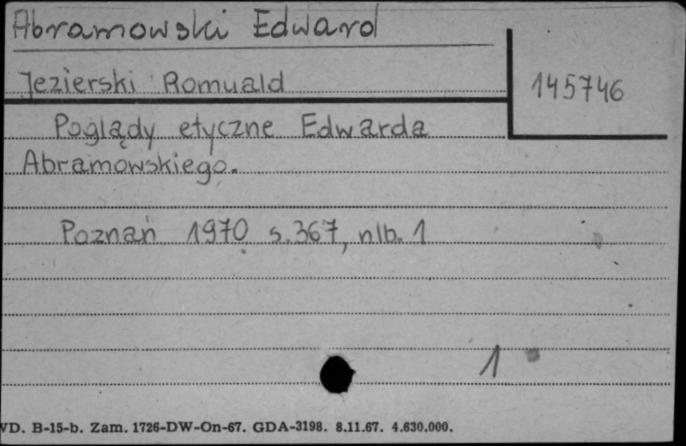 Abramowski Edward
Jezierski Romuald
145746
Poglądy etyczne Edwarda
Abramowskiego.
Poznań 1970 s.367, nlb. 1
1
VD. B-15-b. Zam. 1726-DW-On-67. GDA-3198. 8.11.67. 4.630.000.